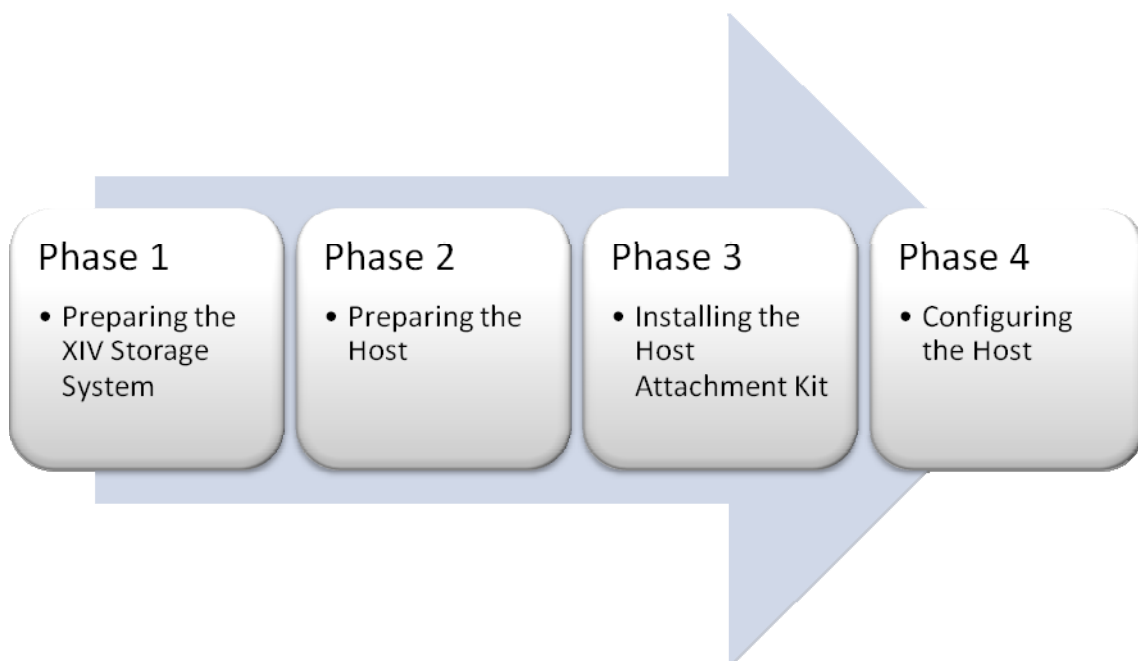 Phase 1
• Preparing the
XIV Storage
System
Phase 2
• Preparing the
Host
Phase 3
• Installing the
Host
Attachment Kit
Phase 4
• Configuring
the Host